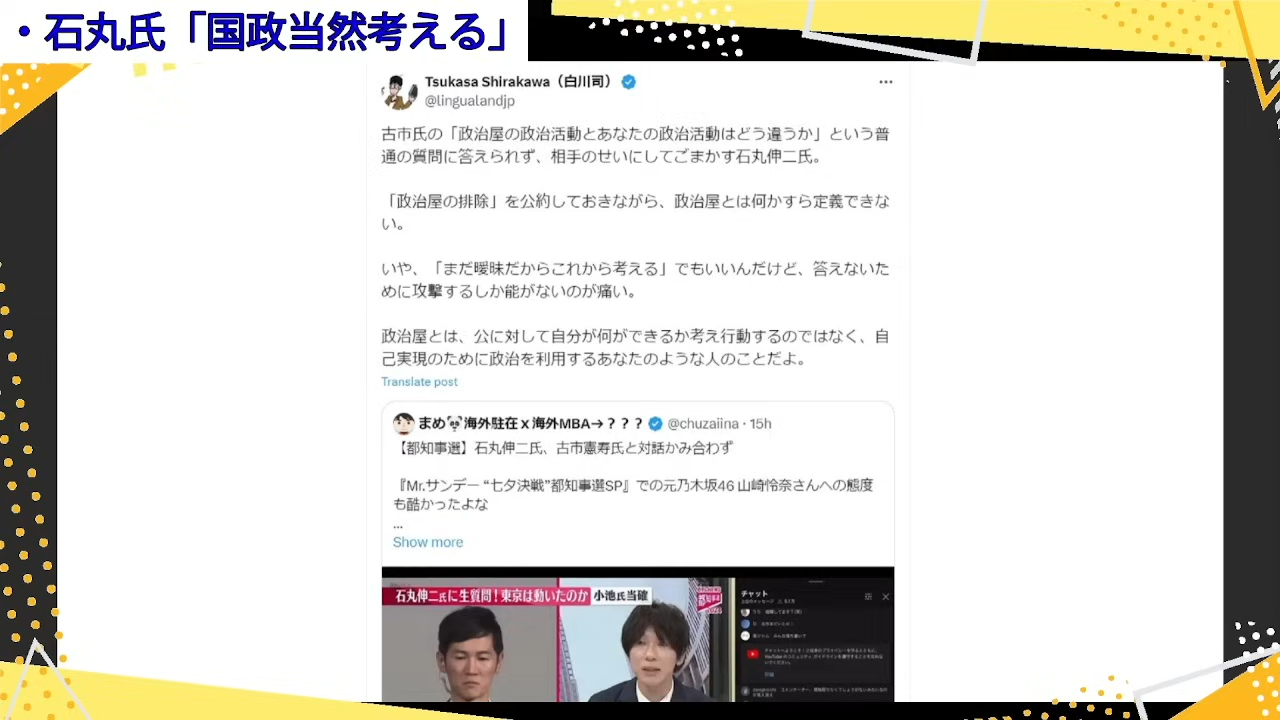 ・石丸氏「国政当然考える」
Tsukasa Shirakawa（白川司）
@lingualandjp
古市氏の「政治屋の政治活動とあなたの政治活動はどう違うか」という普
通の質問に答えられず、相手のせいにしてごまかす石丸伸二氏。
「政治屋の排除」を公約しておきながら、政治屋とは何かすら定義できな
い。
いや、「まだ曖昧だからこれから考える」でもいいんだけど、答えないた
めに攻撃するしか能がないのが痛い。
政治屋とは、公に対して自分が何ができるか考え行動するのではなく、自
己実現のために政治を利用するあなたのような人のことだよ。
Translate post
まめ🐼海外駐在ｘ海外MBA→？？？ @chuzaiina · 15h
【都知事選】石丸伸二氏、古市憲寿氏と対話かみ合わず
『Mr.サンデー “七夕決戦”都知事選SP』での元乃木坂46 山崎怜奈さんへの態度
も酷かったよな
...
Show more
石丸伸二氏に生質問！東京は動いたのか 小池氏当確
チャット